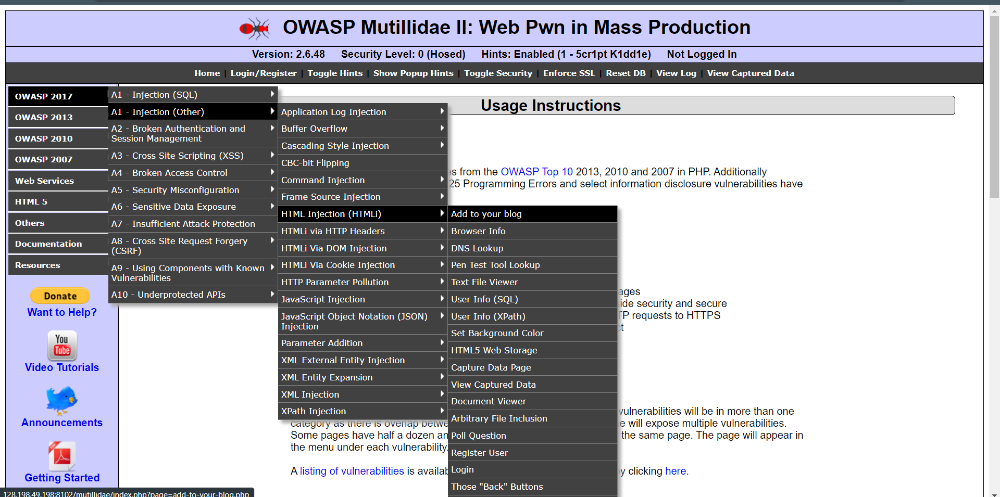 OWASP Mutillidae II: Web Pwn in Mass Production
Version: 2.6.48 Security Level: 0 (Hosed) Hints: Enabled (1 - 5cr1pt K1dd1e) Not Logged In
Home | Login/Register | Toggle Hints | Show Popup Hints | Toggle Security | Enforce SSL | Reset DB | View Log | View Captured Data
OWASP 2017
OWASP 2013
OWASP 2010
OWASP 2007
Web Services
HTML 5
Others
Documentation
Resources
Donate
Want to Help?
You
Tube
Video Tutorials
Announcements
Getting Started
A1 - Injection (SQL)
A1 - Injection (Other)
A2 - Broken Authentication and
Session Management
A3 - Cross Site Scripting (XSS)
A4 - Broken Access Control
A5 - Security Misconfiguration
A6 - Sensitive Data Exposure
A7 - Insufficient Attack Protection
A8 - Cross Site Request Forgery
(CSRF)
A9 - Using Components with Known
Vulnerabilities
A10 - Underprotected APIs
Application Log Injection
Buffer Overflow
Cascading Style Injection
CBC-bit Flipping
Command Injection
Frame Source Injection
HTML Injection (HTMLi)
HTMLi via HTTP Headers
HTMLi Via DOM Injection
HTMLi Via Cookie Injection
HTTP Parameter Pollution
JavaScript Injection
JavaScript Object Notation (JSON)
Injection
Parameter Addition
XML External Entity Injection
XML Entity Expansion
XML Injection
XPath Injection
Add to your blog
Browser Info
DNS Lookup
Pen Test Tool Lookup
Text File Viewer
User Info (SQL)
User Info (XPath)
Set Background Color
HTML5 Web Storage
Capture Data Page
View Captured Data
Document Viewer
Arbitrary File Inclusion
Poll Question
Register User
Login
Those "Back" Buttons
Usage Instructions
from the OWASP Top 10 2013, 2010 and 2007 in PHP. Additionally
25 Programming Errors and select information disclosure vulnerabilities have
ages
ide security and secure
TP requests to HTTPS
vulnerabilities will be in more than one
category as there is overlap betwe e will expose multiple vulnerabilities.
Some pages have half a dozen an the same page. The page will appear in
the menu under each vulnerability.
A listing of vulnerabilities is availab y clicking here.
128.198.49.198:8102/mutillidae/index.php?page=add-to-your-blog.php